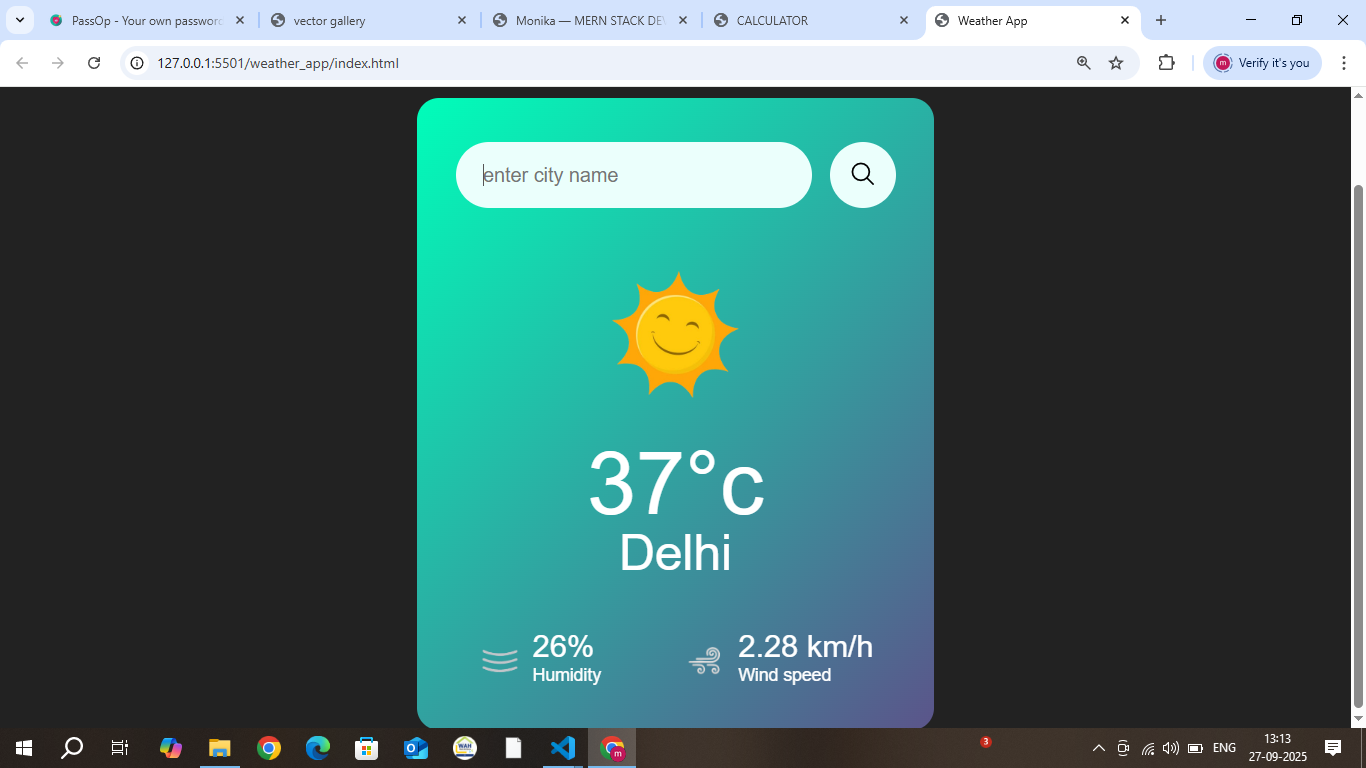 PassOp - Your own passwor
vector gallery
Monika — MERN STACK DE
CALCULATOR
Weather App
127.0.0.1:5501/weather_app/index.html
m
Verify it's you
enter city name
37°c
Delhi
26%
Humidity
2.28 km/h
Wind speed
WAH
m
3
ENG
13:13
27-09-2025